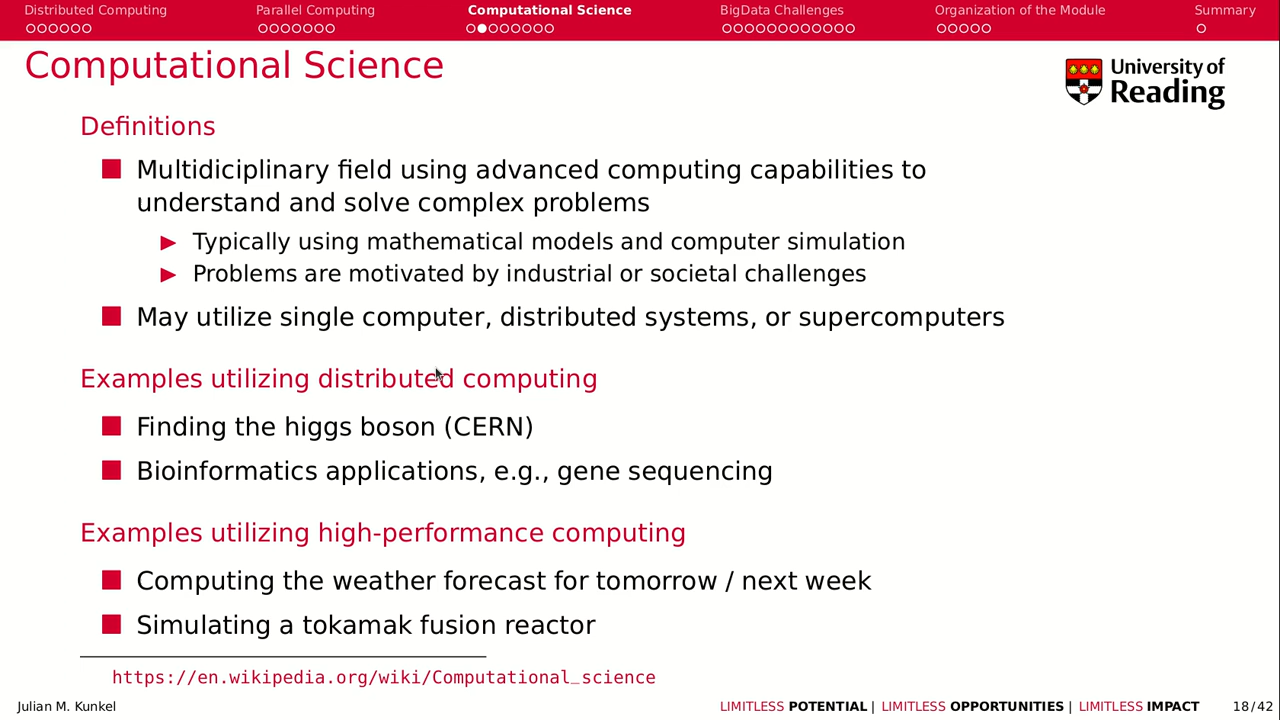 Distributed Computing Parallel Computing Computational Science BigData Challenges Organization of the Module Summary
Computational Science
University of
Reading
Definitions
Multidiciplinary field using advanced computing capabilities to
understand and solve complex problems
Typically using mathematical models and computer simulation
Problems are motivated by industrial or societal challenges
May utilize single computer, distributed systems, or supercomputers
Examples utilizing distributed computing
Finding the higgs boson (CERN)
Bioinformatics applications, e.g., gene sequencing
Examples utilizing high-performance computing
Computing the weather forecast for tomorrow / next week
Simulating a tokamak fusion reactor
https://en.wikipedia.org/wiki/Computational_science
Julian M. Kunkel LIMITLESS POTENTIAL | LIMITLESS OPPORTUNITIES | LIMITLESS IMPACT 18/42